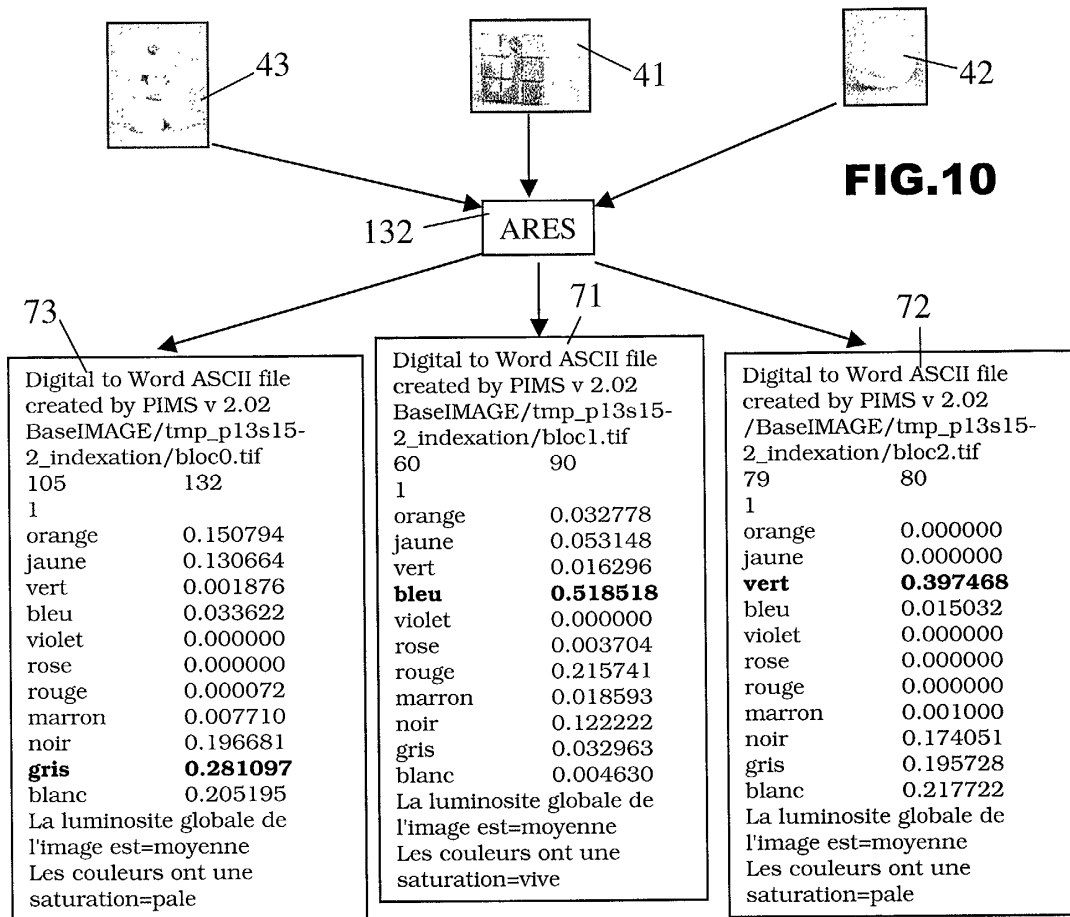 43
41
42
FIG.10
132
ARES
73
71
72
Digital to Word ASCII file
created by PIMS v 2.02
BaseIMAGE/tmp_p13s15-
2_indexation/bloc0.tif
105 132
1
orange 0.150794
jaune 0.130664
vert 0.001876
bleu 0.033622
violet 0.000000
rose 0.000000
rouge 0.000072
marron 0.007710
noir 0.196681
gris 0.281097
blanc 0.205195
La luminosite globale de
l'image est=moyenne
Les couleurs ont une
saturation=pale
Digital to Word ASCII file
created by PIMS v 2.02
BaseIMAGE/tmp_p13s15-
2_indexation/bloc1.tif
60 90
1
orange 0.032778
jaune 0.053148
vert 0.016296
bleu 0.518518
violet 0.000000
rose 0.003704
rouge 0.215741
marron 0.018593
noir 0.122222
gris 0.032963
blanc 0.004630
La luminosite globale de
l'image est=moyenne
Les couleurs ont une
saturation=vive
Digital to Word ASCII file
created by PIMS v 2.02
/BaseIMAGE/tmp_p13s15-
2_indexation/bloc2.tif
79 80
1
orange 0.000000
jaune 0.000000
vert 0.397468
bleu 0.015032
violet 0.000000
rose 0.000000
rouge 0.000000
marron 0.001000
noir 0.174051
gris 0.195728
blanc 0.217722
La luminosite globale de
l'image est=moyenne
Les couleurs ont une
saturation=pale